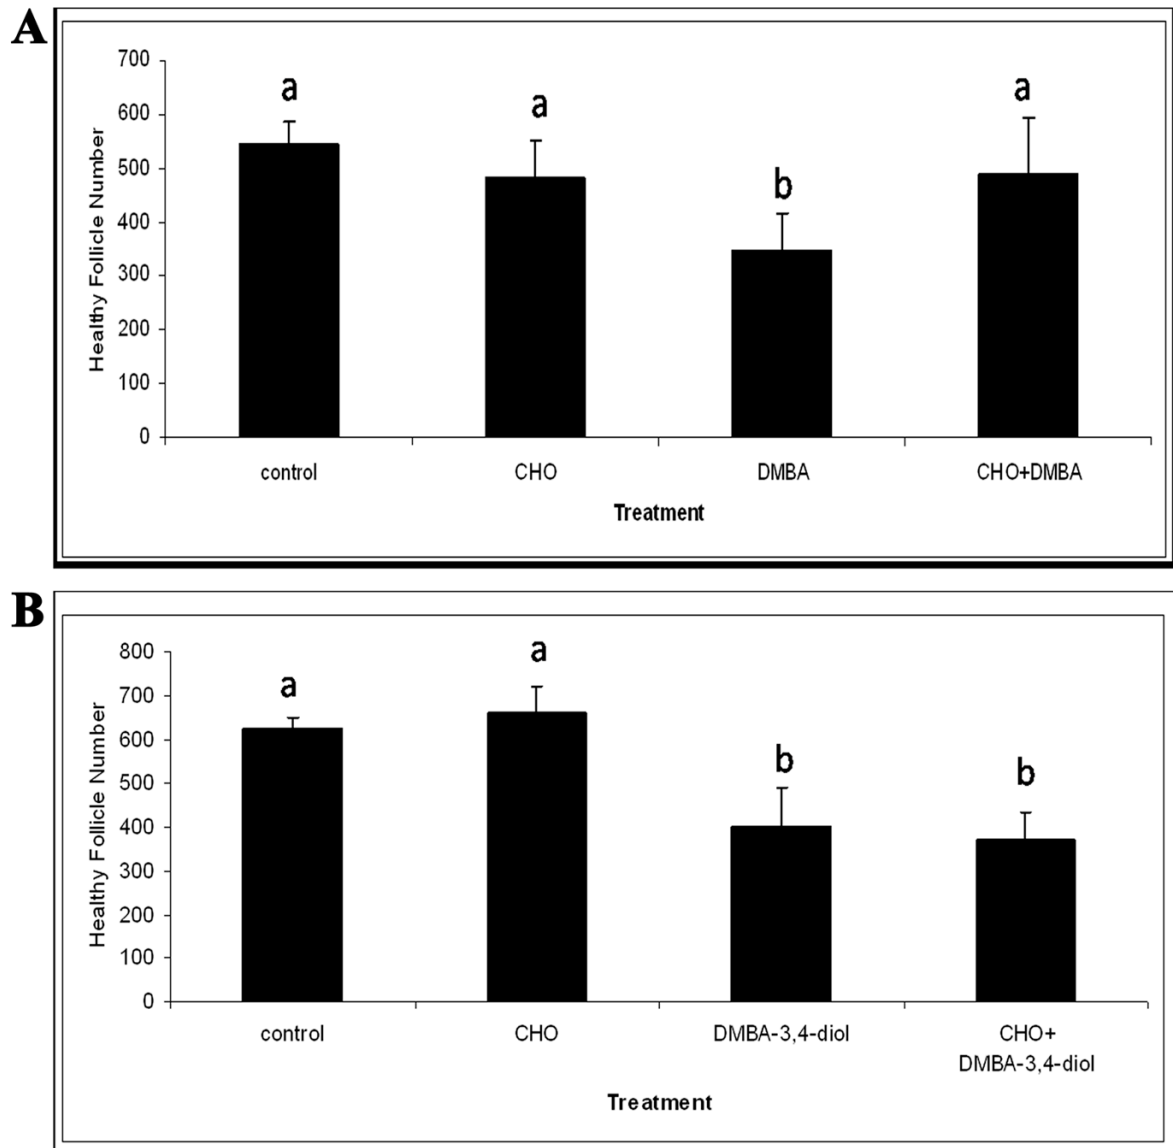 A
Healthy Follicle Number
700
600
500
400
300
200
100
0
a
a
b
a
control
CHO
DMBA
CHO+DMBA
Treatment
B
Healthy Follicle Number
800
700
600
500
400
300
200
100
0
a
a
b
b
control
CHO
DMBA-3,4-diol
CHO+
DMBA-3,4-diol
Treatment